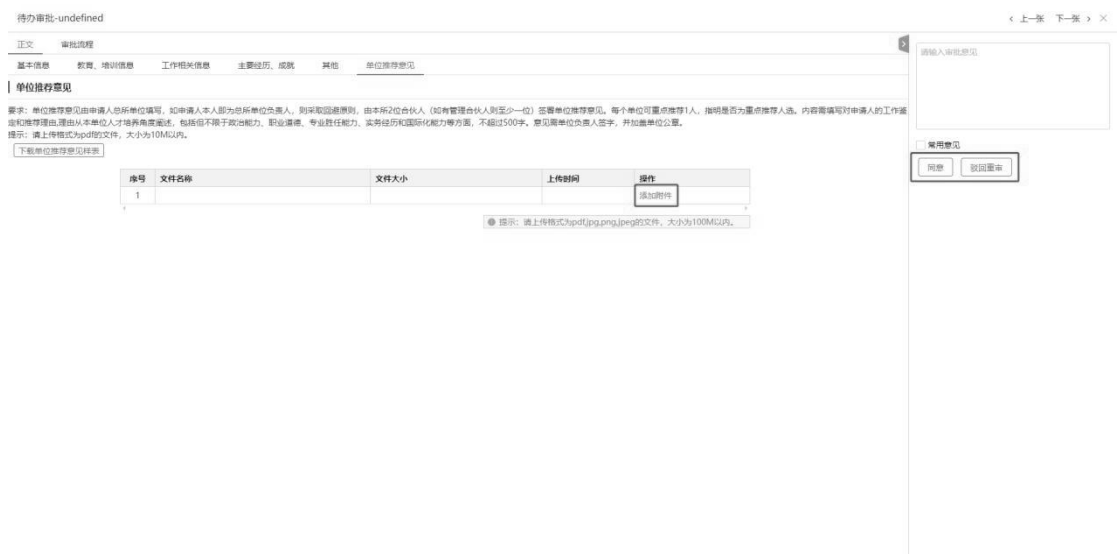 待办审批-undefined
< 上一张 下一张 > ×
正文 审批流程
基本信息 教育、培训信息 工作相关信息 主要经历、成就 其他 单位推荐意见
单位推荐意见
要求：单位推荐意见由申请人总所单位填写，如申请人本人即为总所单位负责人，则采取回避原则，由本所2位合伙人（如有管理合伙人则至少一位）签署单位推荐意见。每个单位可重点推荐1人，指明是否为重点推荐人选。内容需填写对申请人的工作鉴
定和推荐理由,理由从本单位人才培养角度阐述，包括但不限于政治能力、职业道德、专业胜任能力、实务经历和国际化能力等方面，不超过500字。意见需单位负责人签字，并加盖单位公章。
提示：请上传格式为pdf的文件，大小为10M以内。
下载单位推荐意见样表
序号 文件名称 文件大小 上传时间 操作
1 添加附件
提示：请上传格式为pdf,jpg,png,jpeg的文件，大小为100M以内。
请输入审批意见
常用意见
同意 驳回重审